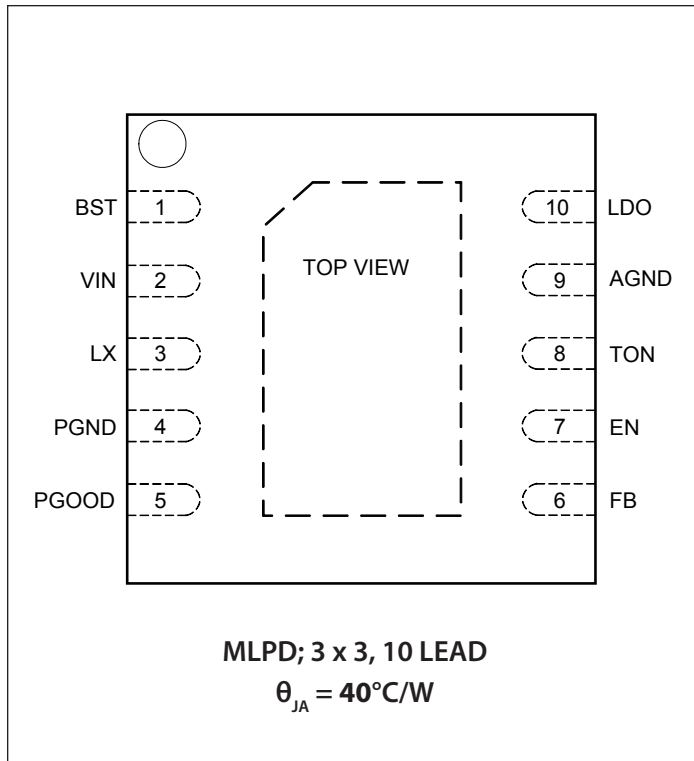 BST 1
VIN 2
LX 3
PGND 4
PGOOD 5
TOP VIEW
10 LDO
9 AGND
8 TON
7 EN
6 FB
MLPD; 3 x 3, 10 LEAD
θJA = 40°C/W